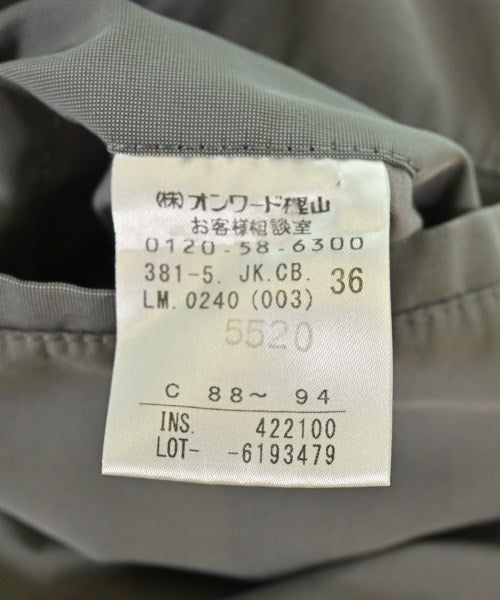 (株)オンワード樫山
お客様相談室
0120-58-6300
381-5. JK.CB. 36
LM.0240 (003)
5520
C 88～ 94
INS. 422100
LOT- -6193479